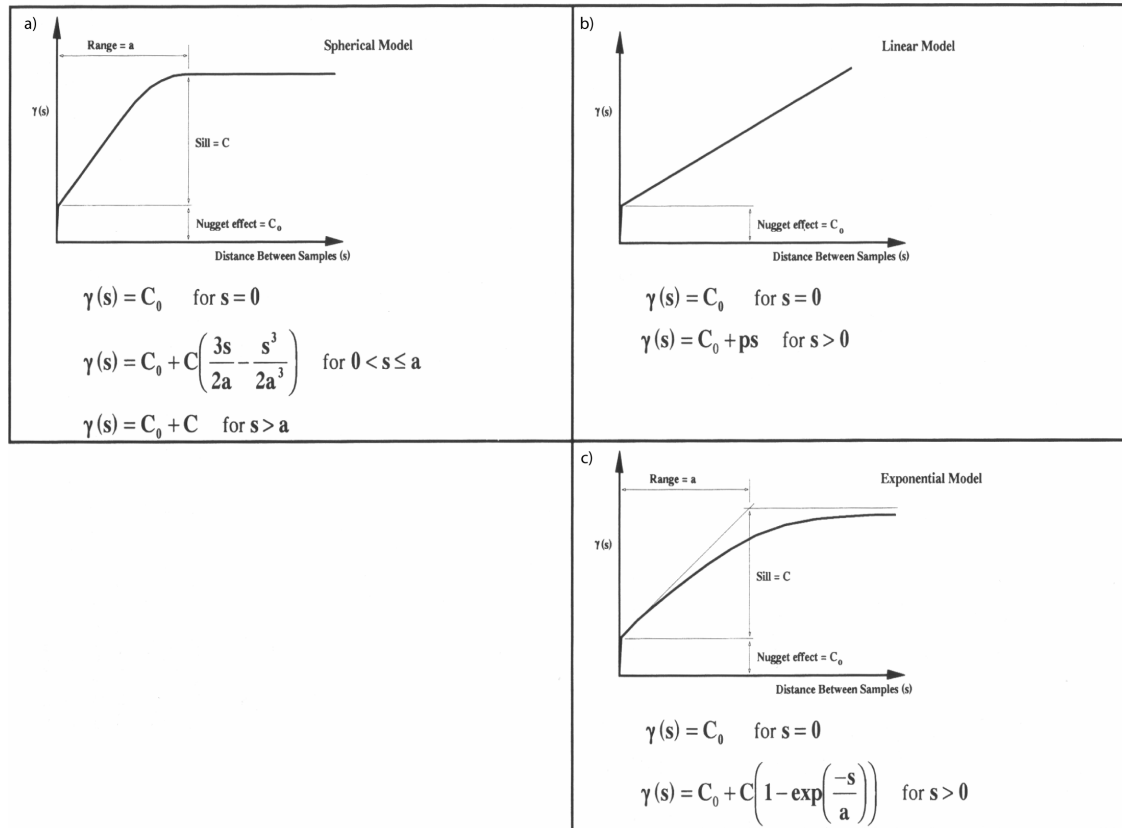 a)
Spherical Model
Range = a
γ(s)
Sill = C
Nugget effect = C₀
Distance Between Samples (s)
γ(s) = C₀ for s = 0
γ(s) = C₀ + C(3s/2a − s³/2a³) for 0 < s ≤ a
γ(s) = C₀ + C for s > a
b)
Linear Model
γ(s)
Nugget effect = C₀
Distance Between Samples (s)
γ(s) = C₀ for s = 0
γ(s) = C₀ + ps for s > 0
c)
Exponential Model
Range = a
γ(s)
Sill = C
Nugget effect = C₀
Distance Between Samples (s)
γ(s) = C₀ for s = 0
γ(s) = C₀ + C(1 − exp(−s/a)) for s > 0